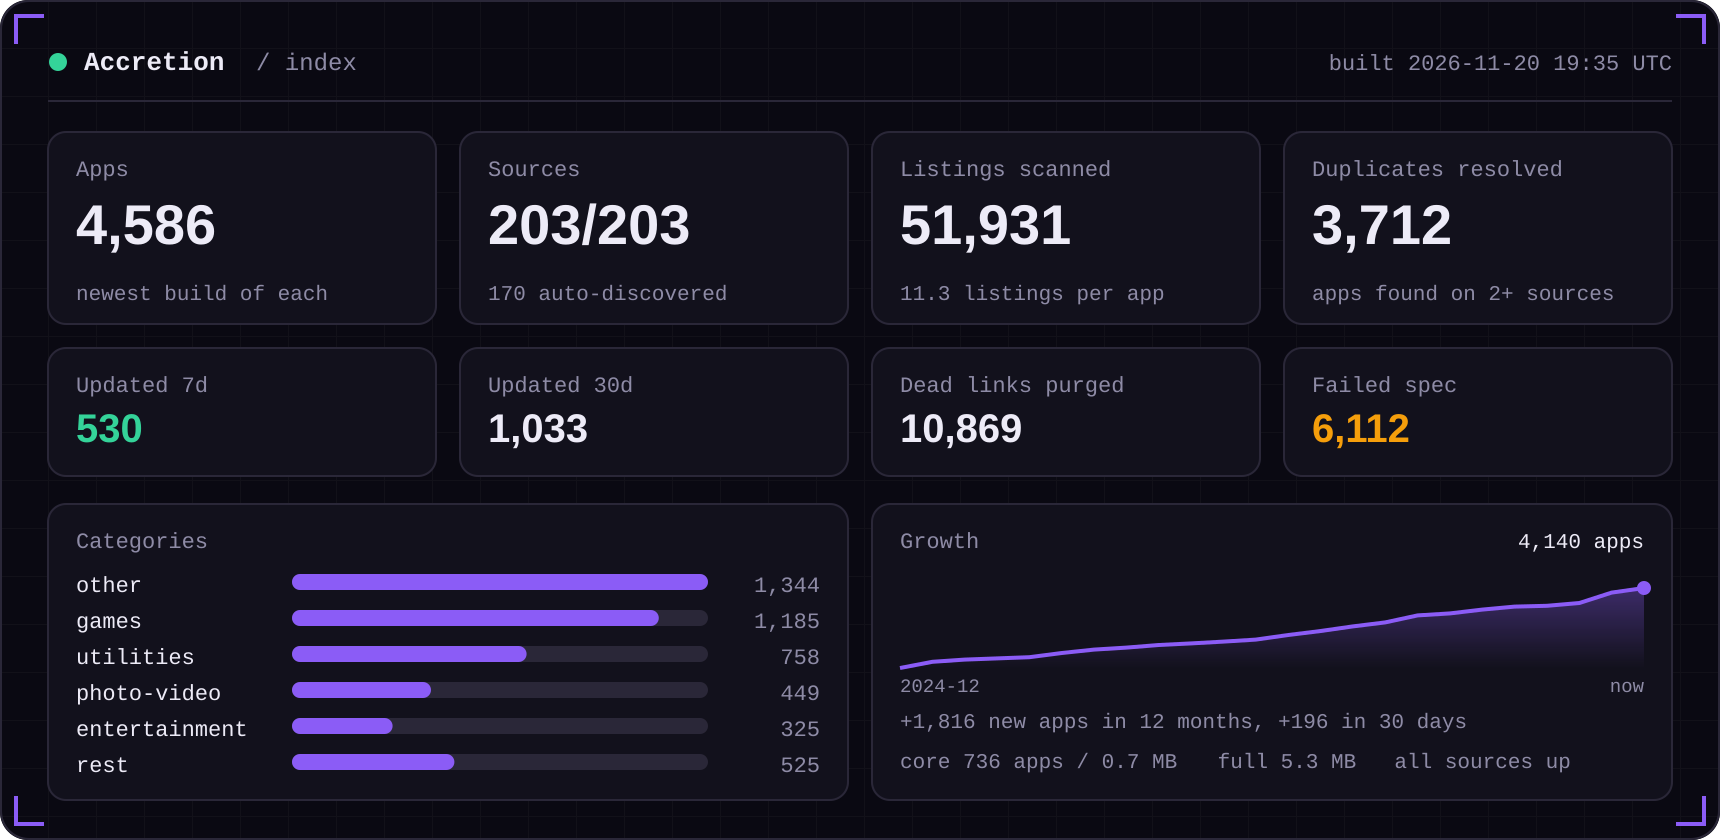 Accretion / index
built 2026-11-20 19:35 UTC
Apps
4,586
newest build of each
Sources
203/203
170 auto-discovered
Listings scanned
51,931
11.3 listings per app
Duplicates resolved
3,712
apps found on 2+ sources
Updated 7d
530
Updated 30d
1,033
Dead links purged
10,869
Failed spec
6,112
Categories
other 1,344
games 1,185
utilities 758
photo-video 449
entertainment 325
rest 525
Growth 4,140 apps
2024-12 now
+1,816 new apps in 12 months, +196 in 30 days
core 736 apps / 0.7 MB full 5.3 MB all sources up